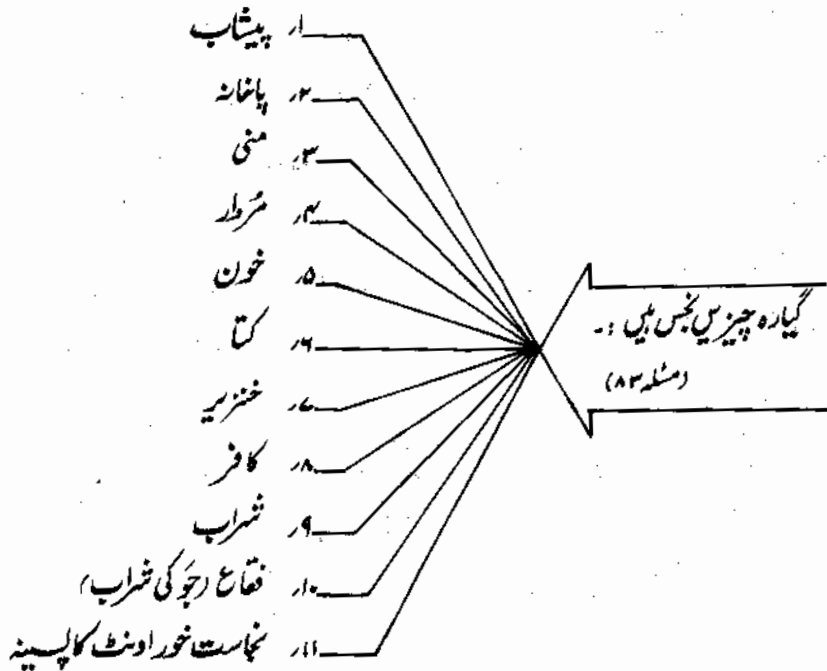 گیارہ چیزیں نجس ہیں :۔
(مسئلہ ۸۳)
۱؍ پیشاب
۲؍ پاخانہ
۳؍ منی
۴؍ مُردار
۵؍ خون
۶؍ کتا
۷؍ خنزیر
۸؍ کافر
۹؍ شراب
۱۰؍ فقاع (جَو کی شراب)
۱۱؍ نجاست خور اونٹ کا پسینہ